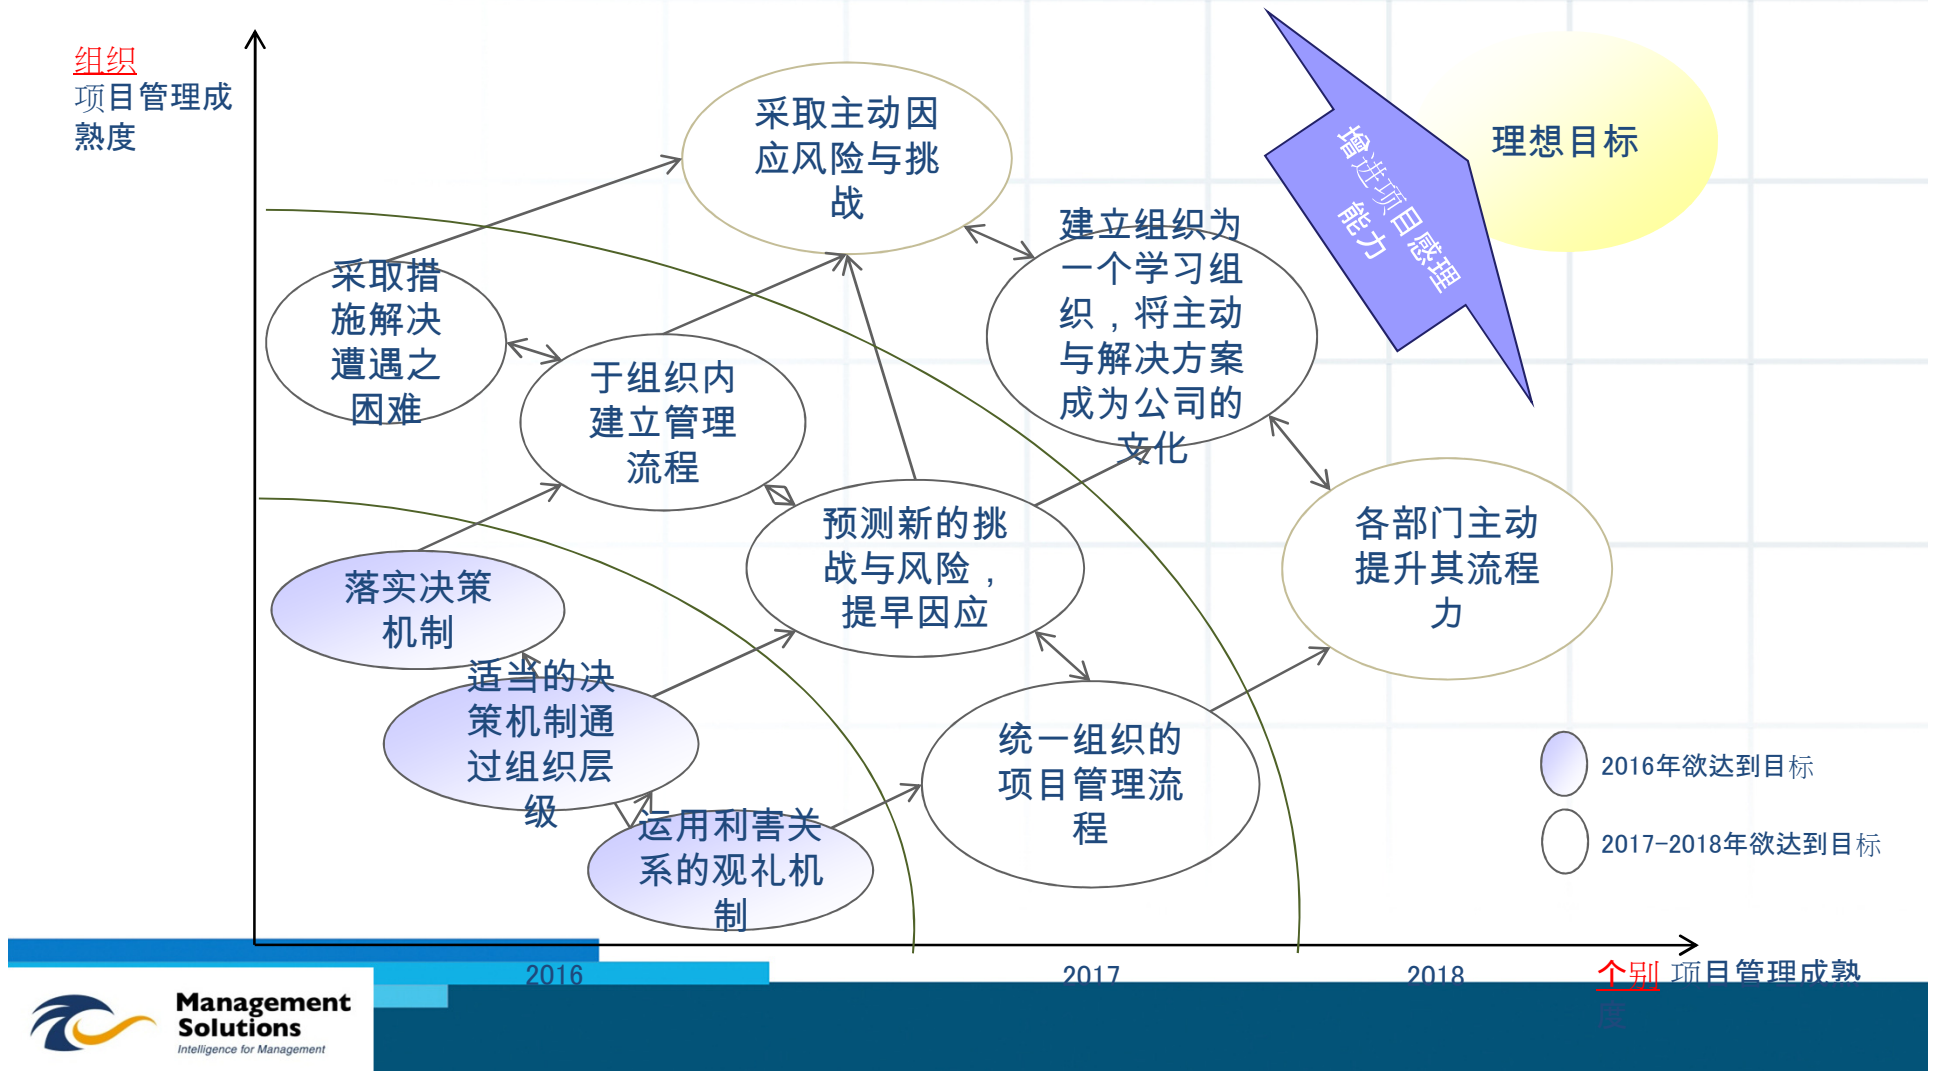 组织
项目管理成
熟度
采取主动因
应风险与挑
战
增进项目感理
能力
理想目标
采取措
施解决
遭遇之
困难
于组织内
建立管理
流程
建立组织为
一个学习组
织，将主动
与解决方案
成为公司的
文化
落实决策
机制
预测新的挑
战与风险，
提早因应
各部门主动
提升其流程
力
适当的决
策机制通
过组织层
级
统一组织的
项目管理流
程
运用利害关
系的观礼机
制
2016年欲达到目标
2017-2018年欲达到目标
2016
2017
2018
个别 项目管理成熟
度
Management
Solutions
Intelligence for Management